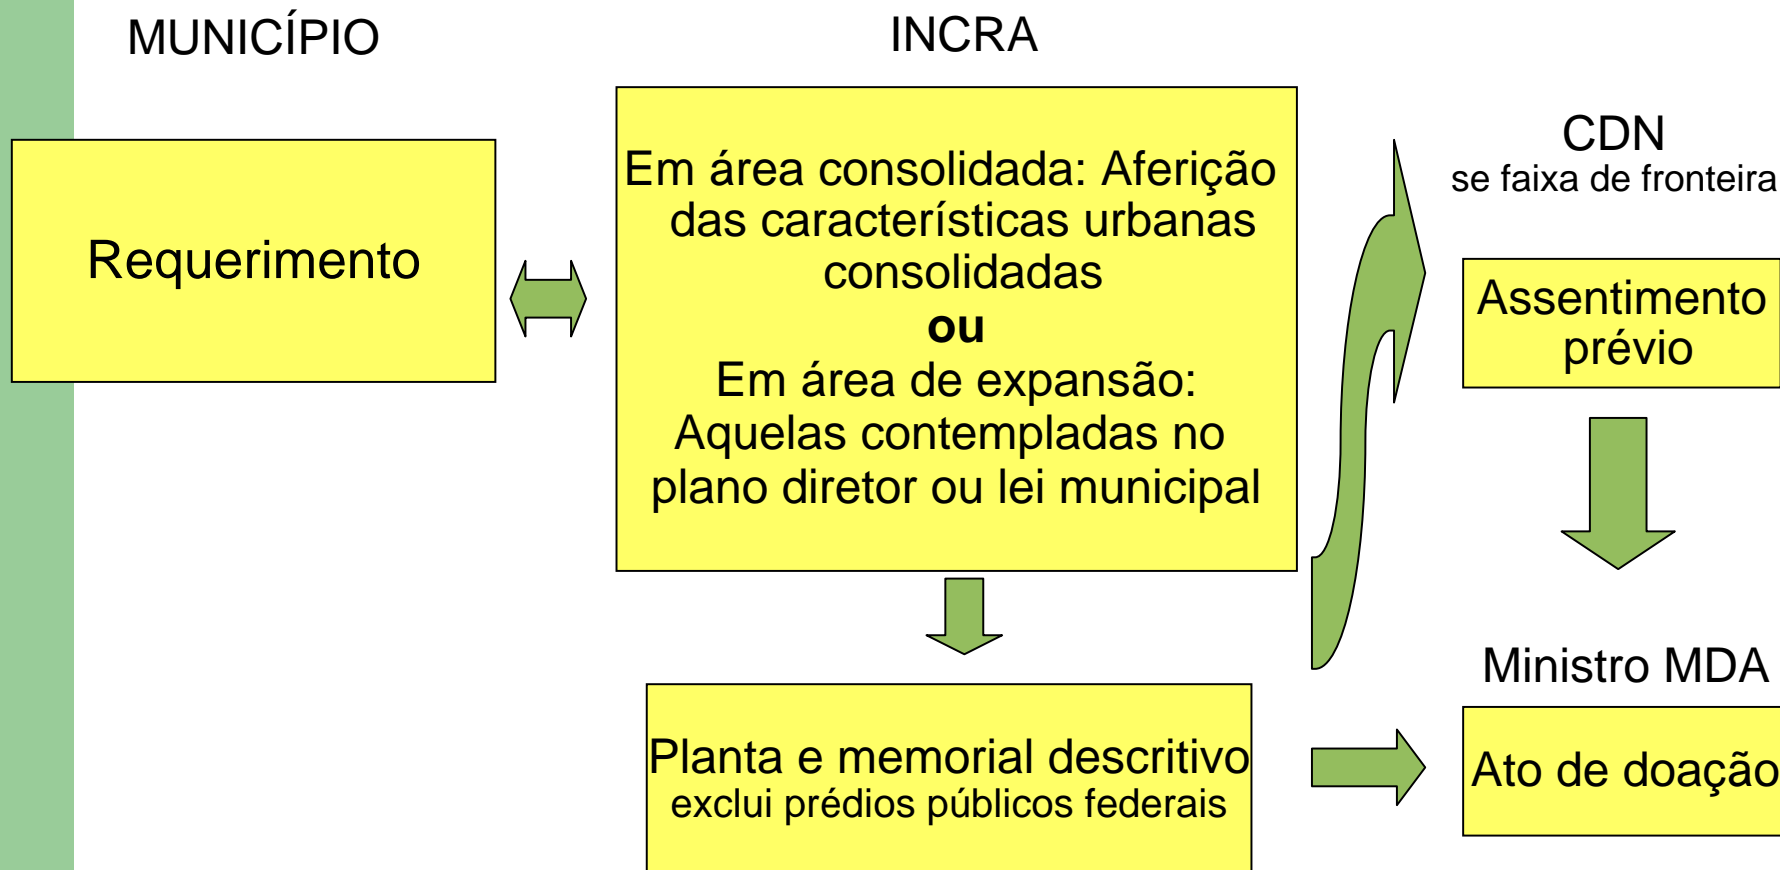 MUNICÍPIO
INCRA
Requerimento
Em área consolidada: Aferição
das características urbanas
consolidadas
ou
Em área de expansão:
Aquelas contempladas no
plano diretor ou lei municipal
Planta e memorial descritivo
exclui prédios públicos federais
CDN
se faixa de fronteira
Assentimento
prévio
Ministro MDA
Ato de doação